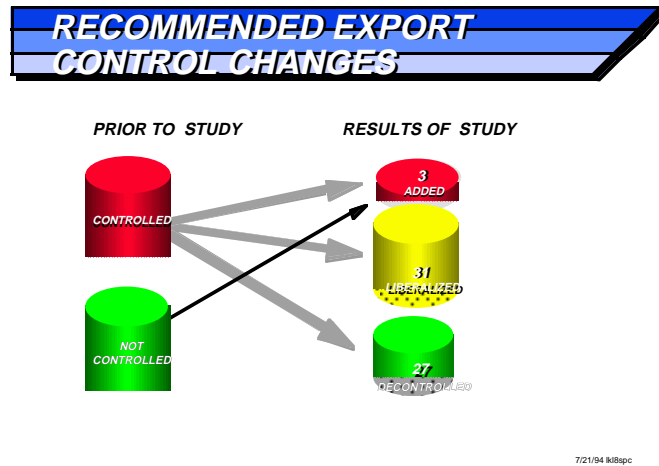 RECOMMENDED EXPORT
CONTROL CHANGES
PRIOR TO STUDY
RESULTS OF STUDY
CONTROLLED
3
ADDED
31
LIBERALIZED
NOT
CONTROLLED
27
DECONTROLLED
7/21/94 lkl8spc